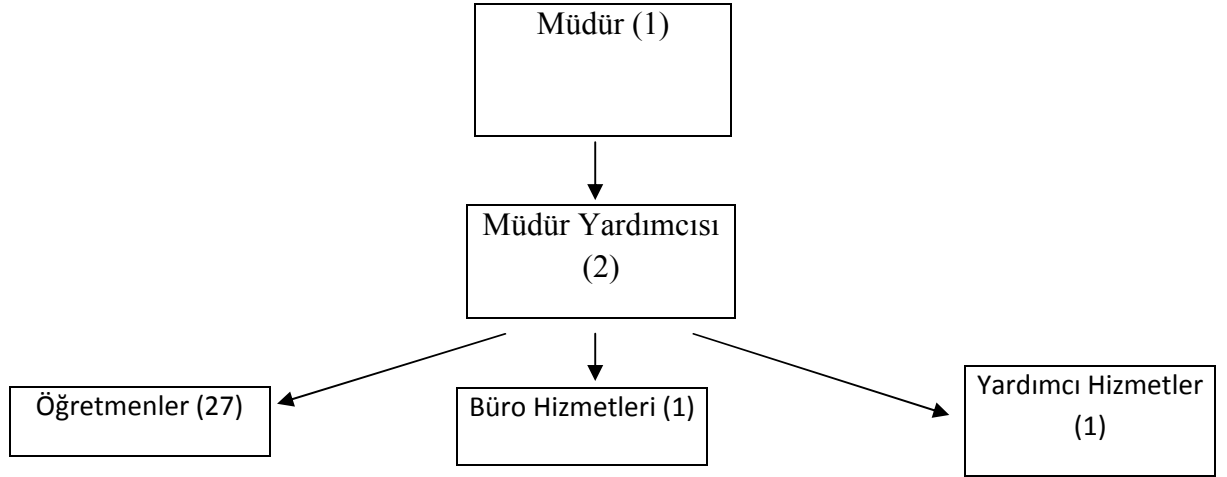 Müdür (1)
Müdür Yardımcısı
(2)
Öğretmenler (27)
Büro Hizmetleri (1)
Yardımcı Hizmetler
(1)